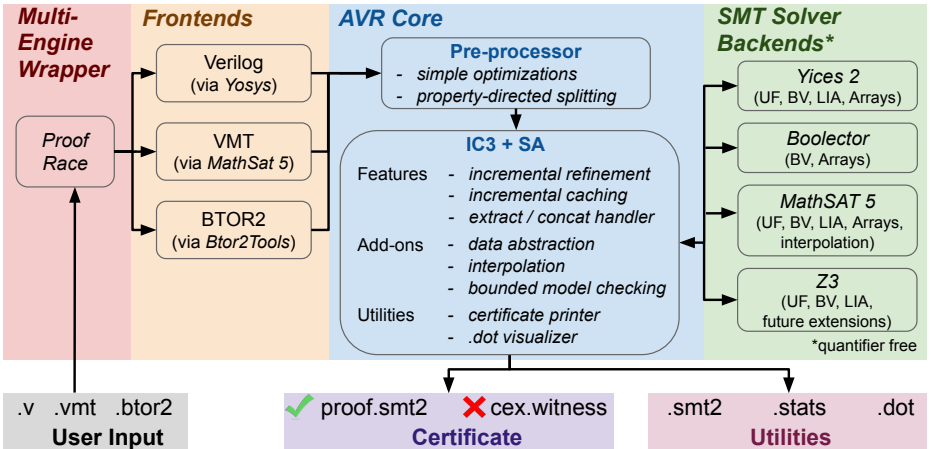 Multi-
Engine
Wrapper
Proof
Race
Frontends
Verilog
(via Yosys)
VMT
(via MathSat 5)
BTOR2
(via Btor2Tools)
AVR Core
Pre-processor
- simple optimizations
- property-directed splitting
IC3 + SA
Features - incremental refinement
- incremental caching
- extract / concat handler
Add-ons - data abstraction
- interpolation
- bounded model checking
Utilities - certificate printer
- .dot visualizer
SMT Solver
Backends*
Yices 2
(UF, BV, LIA, Arrays)
Boolector
(BV, Arrays)
MathSAT 5
(UF, BV, LIA, Arrays,
interpolation)
Z3
(UF, BV, LIA,
future extensions)
*quantifier free
.v .vmt .btor2
User Input
proof.smt2 cex.witness
Certificate
.smt2 .stats .dot
Utilities